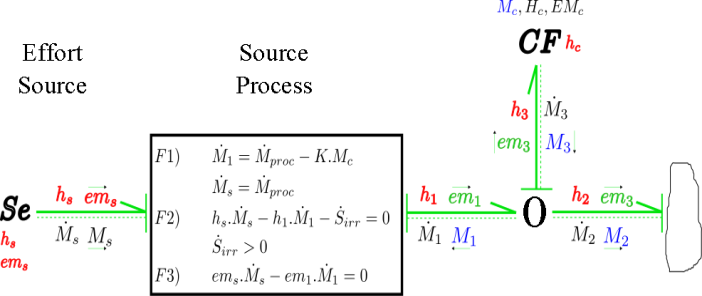 M_c, H_c, EM_c
CF h_c
Effort
Source
Source
Process
h_3 Ṁ_3
em_3 M_3
F1) Ṁ_1 = Ṁ_proc − K.M_c
Ṁ_s = Ṁ_proc
F2) h_s.Ṁ_s − h_1.Ṁ_1 − Ṡ_irr = 0
Ṡ_irr > 0
F3) em_s.Ṁ_s − em_1.Ṁ_1 = 0
Se
h_s
em_s
h_s em_s
Ṁ_s M_s
h_1 em_1
Ṁ_1 M_1
0
h_2 em_3
Ṁ_2 M_2